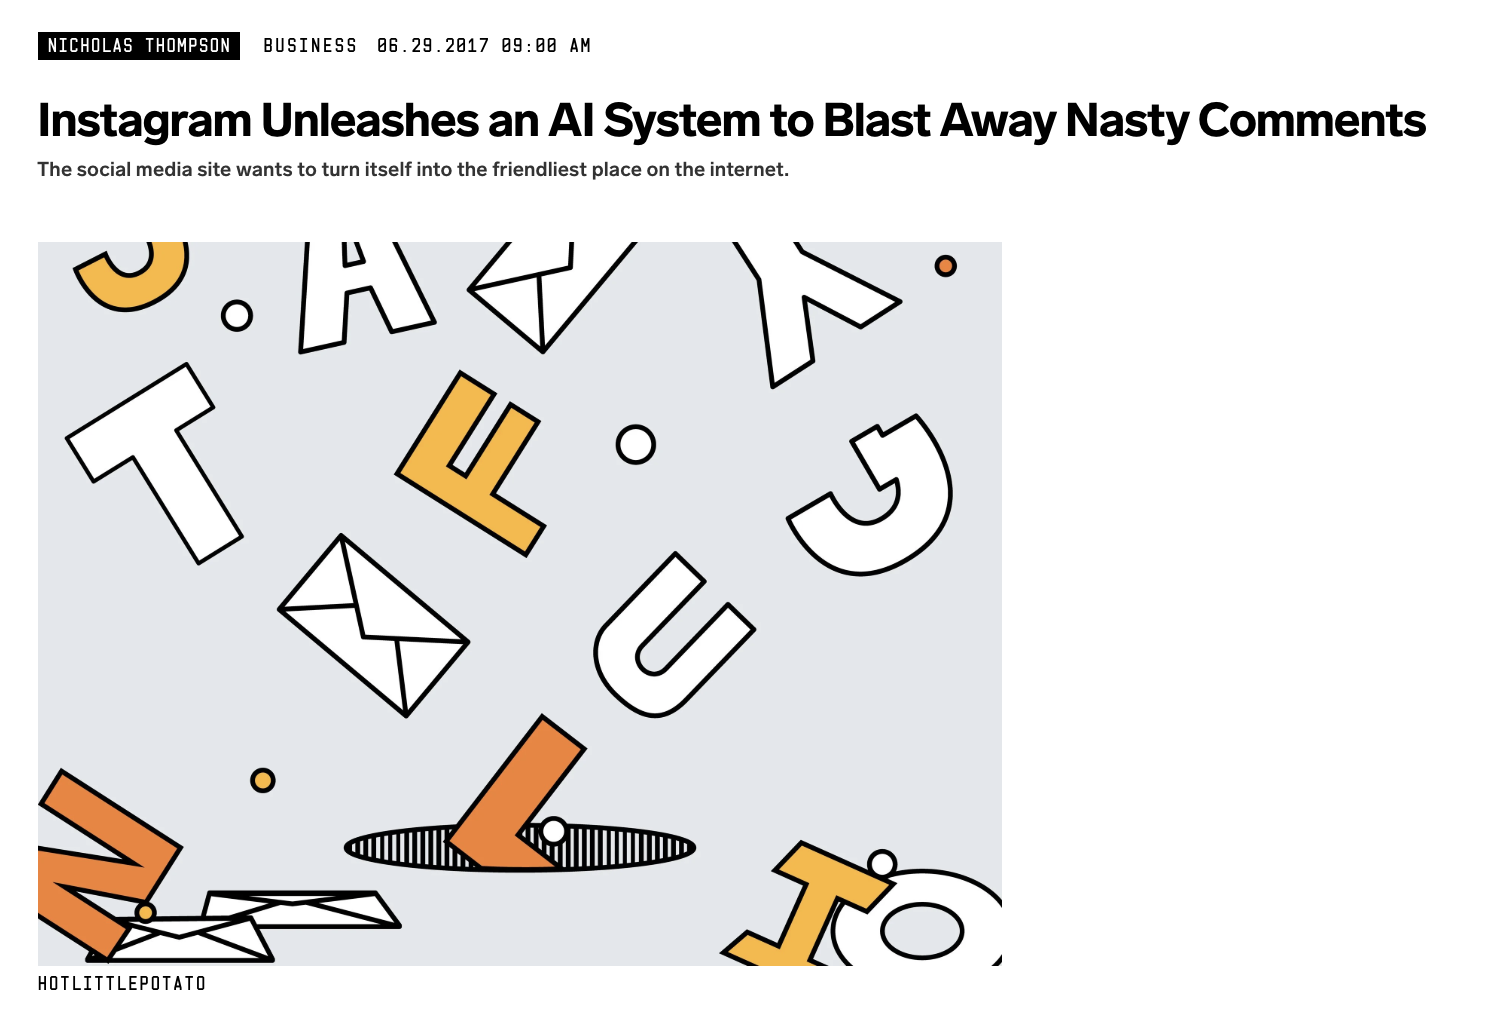 NICHOLAS THOMPSON BUSINESS 06.29.2017 09:00 AM
Instagram Unleashes an AI System to Blast Away Nasty Comments
The social media site wants to turn itself into the friendliest place on the internet.
J A Y
T F G
U
L
N
I O
HOTLITTLEPOTATO